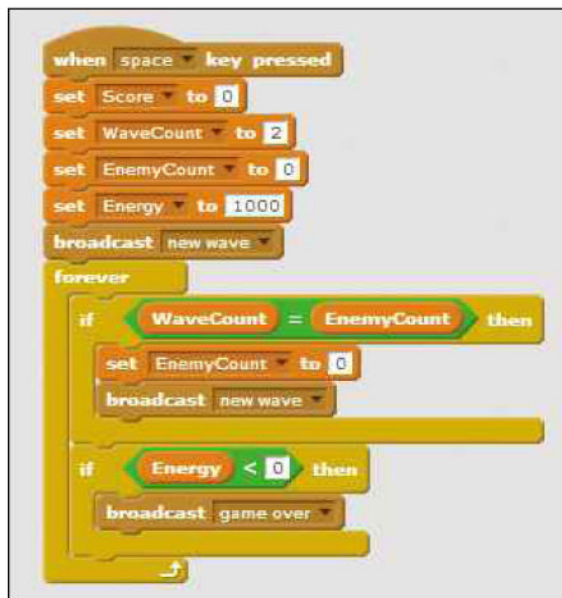 when space key pressed
set Score to 0
set WaveCount to 2
set EnemyCount to 0
set Energy to 1000
broadcast new wave
forever
if WaveCount = EnemyCount then
set EnemyCount to 0
broadcast new wave
if Energy < 0 then
broadcast game over